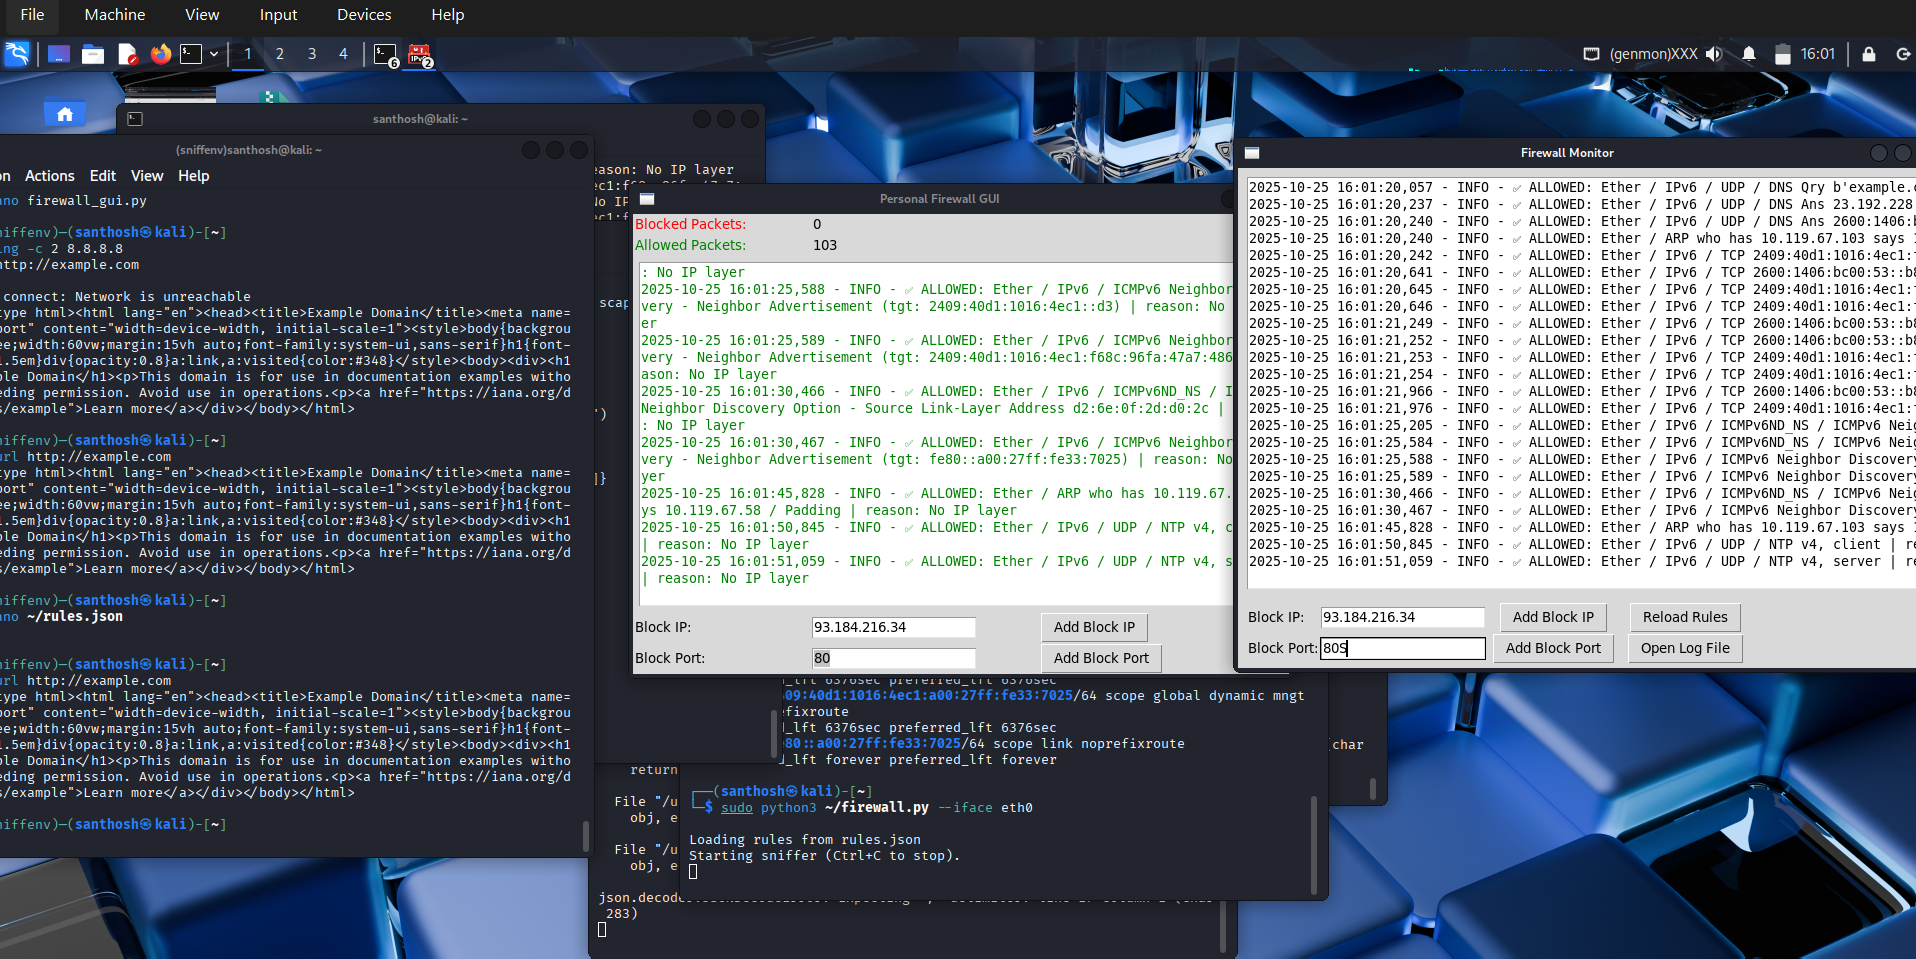 File Machine View Input Devices Help
1 2 3 4 6 2 (genmon)XXX 16:01
santhosh@kali: ~
eason: No IP layer
No IP
scap
')
]}
(sniffenv)santhosh@kali: ~
on Actions Edit View Help
ano firewall_gui.py
niffenv)─(santhosh㉿kali)-[~]
ing -c 2 8.8.8.8
http://example.com
connect: Network is unreachable
type html><html lang="en"><head><title>Example Domain</title><meta name=
port" content="width=device-width, initial-scale=1"><style>body{backgrou
ee;width:60vw;margin:15vh auto;font-family:system-ui,sans-serif}h1{font-
1.5em}div{opacity:0.8}a:link,a:visited{color:#348}</style><body><div><h1
ple Domain</h1><p>This domain is for use in documentation examples witho
eding permission. Avoid use in operations.<p><a href="https://iana.org/d
s/example">Learn more</a></div></body></html>
niffenv)─(santhosh㉿kali)-[~]
url http://example.com
type html><html lang="en"><head><title>Example Domain</title><meta name=
port" content="width=device-width, initial-scale=1"><style>body{backgrou
ee;width:60vw;margin:15vh auto;font-family:system-ui,sans-serif}h1{font-
1.5em}div{opacity:0.8}a:link,a:visited{color:#348}</style><body><div><h1
ple Domain</h1><p>This domain is for use in documentation examples witho
eding permission. Avoid use in operations.<p><a href="https://iana.org/d
s/example">Learn more</a></div></body></html>
niffenv)─(santhosh㉿kali)-[~]
ano ~/rules.json
niffenv)─(santhosh㉿kali)-[~]
url http://example.com
type html><html lang="en"><head><title>Example Domain</title><meta name=
port" content="width=device-width, initial-scale=1"><style>body{backgrou
ee;width:60vw;margin:15vh auto;font-family:system-ui,sans-serif}h1{font-
1.5em}div{opacity:0.8}a:link,a:visited{color:#348}</style><body><div><h1
ple Domain</h1><p>This domain is for use in documentation examples witho
eding permission. Avoid use in operations.<p><a href="https://iana.org/d
s/example">Learn more</a></div></body></html>
niffenv)─(santhosh㉿kali)-[~]
Personal Firewall GUI
Blocked Packets: 0
Allowed Packets: 103
: No IP layer
2025-10-25 16:01:25,588 - INFO - ✅ ALLOWED: Ether / IPv6 / ICMPv6 Neighbor
very - Neighbor Advertisement (tgt: 2409:40d1:1016:4ec1::d3) | reason: No
er
2025-10-25 16:01:25,589 - INFO - ✅ ALLOWED: Ether / IPv6 / ICMPv6 Neighbor
very - Neighbor Advertisement (tgt: 2409:40d1:1016:4ec1:f68c:96fa:47a7:486
ason: No IP layer
2025-10-25 16:01:30,466 - INFO - ✅ ALLOWED: Ether / IPv6 / ICMPv6ND_NS / I
Neighbor Discovery Option - Source Link-Layer Address d2:6e:0f:2d:d0:2c |
: No IP layer
2025-10-25 16:01:30,467 - INFO - ✅ ALLOWED: Ether / IPv6 / ICMPv6 Neighbor
very - Neighbor Advertisement (tgt: fe80::a00:27ff:fe33:7025) | reason: No
yer
2025-10-25 16:01:45,828 - INFO - ✅ ALLOWED: Ether / ARP who has 10.119.67.
ys 10.119.67.58 / Padding | reason: No IP layer
2025-10-25 16:01:50,845 - INFO - ✅ ALLOWED: Ether / IPv6 / UDP / NTP v4, c
| reason: No IP layer
2025-10-25 16:01:51,059 - INFO - ✅ ALLOWED: Ether / IPv6 / UDP / NTP v4, s
| reason: No IP layer
Block IP: 93.184.216.34 Add Block IP
Block Port: 80 Add Block Port
Firewall Monitor
2025-10-25 16:01:20,057 - INFO - ✅ ALLOWED: Ether / IPv6 / UDP / DNS Qry b'example.c
2025-10-25 16:01:20,237 - INFO - ✅ ALLOWED: Ether / IPv6 / UDP / DNS Ans 23.192.228
2025-10-25 16:01:20,240 - INFO - ✅ ALLOWED: Ether / IPv6 / UDP / DNS Ans 2600:1406:b
2025-10-25 16:01:20,240 - INFO - ✅ ALLOWED: Ether / ARP who has 10.119.67.103 says 1
2025-10-25 16:01:20,242 - INFO - ✅ ALLOWED: Ether / IPv6 / TCP 2409:40d1:1016:4ec1:f
2025-10-25 16:01:20,641 - INFO - ✅ ALLOWED: Ether / IPv6 / TCP 2600:1406:bc00:53::b8
2025-10-25 16:01:20,645 - INFO - ✅ ALLOWED: Ether / IPv6 / TCP 2409:40d1:1016:4ec1:f
2025-10-25 16:01:20,646 - INFO - ✅ ALLOWED: Ether / IPv6 / TCP 2409:40d1:1016:4ec1:f
2025-10-25 16:01:21,249 - INFO - ✅ ALLOWED: Ether / IPv6 / TCP 2600:1406:bc00:53::b8
2025-10-25 16:01:21,252 - INFO - ✅ ALLOWED: Ether / IPv6 / TCP 2600:1406:bc00:53::b8
2025-10-25 16:01:21,253 - INFO - ✅ ALLOWED: Ether / IPv6 / TCP 2409:40d1:1016:4ec1:f
2025-10-25 16:01:21,254 - INFO - ✅ ALLOWED: Ether / IPv6 / TCP 2409:40d1:1016:4ec1:f
2025-10-25 16:01:21,966 - INFO - ✅ ALLOWED: Ether / IPv6 / TCP 2600:1406:bc00:53::b8
2025-10-25 16:01:21,976 - INFO - ✅ ALLOWED: Ether / IPv6 / TCP 2409:40d1:1016:4ec1:f
2025-10-25 16:01:25,205 - INFO - ✅ ALLOWED: Ether / IPv6 / ICMPv6ND_NS / ICMPv6 Neig
2025-10-25 16:01:25,584 - INFO - ✅ ALLOWED: Ether / IPv6 / ICMPv6ND_NS / ICMPv6 Neig
2025-10-25 16:01:25,588 - INFO - ✅ ALLOWED: Ether / IPv6 / ICMPv6 Neighbor Discovery
2025-10-25 16:01:25,589 - INFO - ✅ ALLOWED: Ether / IPv6 / ICMPv6 Neighbor Discovery
2025-10-25 16:01:30,466 - INFO - ✅ ALLOWED: Ether / IPv6 / ICMPv6ND_NS / ICMPv6 Neig
2025-10-25 16:01:30,467 - INFO - ✅ ALLOWED: Ether / IPv6 / ICMPv6 Neighbor Discovery
2025-10-25 16:01:45,828 - INFO - ✅ ALLOWED: Ether / ARP who has 10.119.67.103 says 1
2025-10-25 16:01:50,845 - INFO - ✅ ALLOWED: Ether / IPv6 / UDP / NTP v4, client | re
2025-10-25 16:01:51,059 - INFO - ✅ ALLOWED: Ether / IPv6 / UDP / NTP v4, server | re
Block IP: 93.184.216.34 Add Block IP Reload Rules
Block Port: 80S Add Block Port Open Log File
d_lft 6376sec preferred_lft 6376sec
09:40d1:1016:4ec1:a00:27ff:fe33:7025/64 scope global dynamic mngt
efixroute
d_lft 6376sec preferred_lft 6376sec
80::a00:27ff:fe33:7025/64 scope link noprefixroute
d_lft forever preferred_lft forever
┌──(santhosh㉿kali)-[~]
└─$ sudo python3 ~/firewall.py --iface eth0
Loading rules from rules.json
Starting sniffer (Ctrl+C to stop).
(char
return
File "/u
obj, e
File "/u
obj, e
json.decod
283)